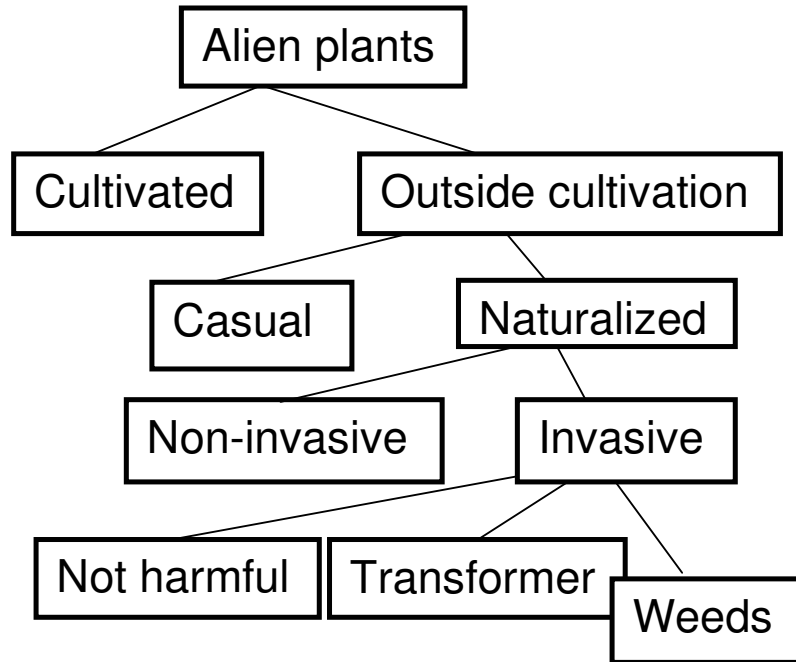 Alien plants
Cultivated
Outside cultivation
Casual
Naturalized
Non-invasive
Invasive
Not harmful
Transformer
Weeds